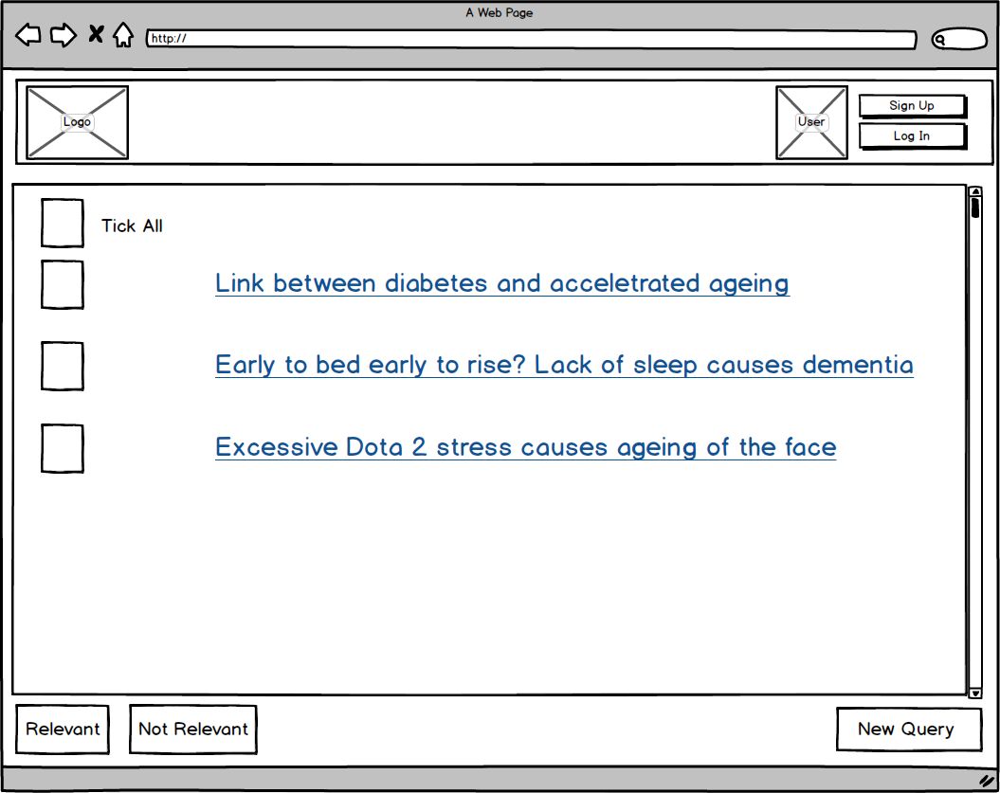 A Web Page
http://
Logo
User
Sign Up
Log In
Tick All
Link between diabetes and acceletrated ageing
Early to bed early to rise? Lack of sleep causes dementia
Excessive Dota 2 stress causes ageing of the face
Relevant
Not Relevant
New Query